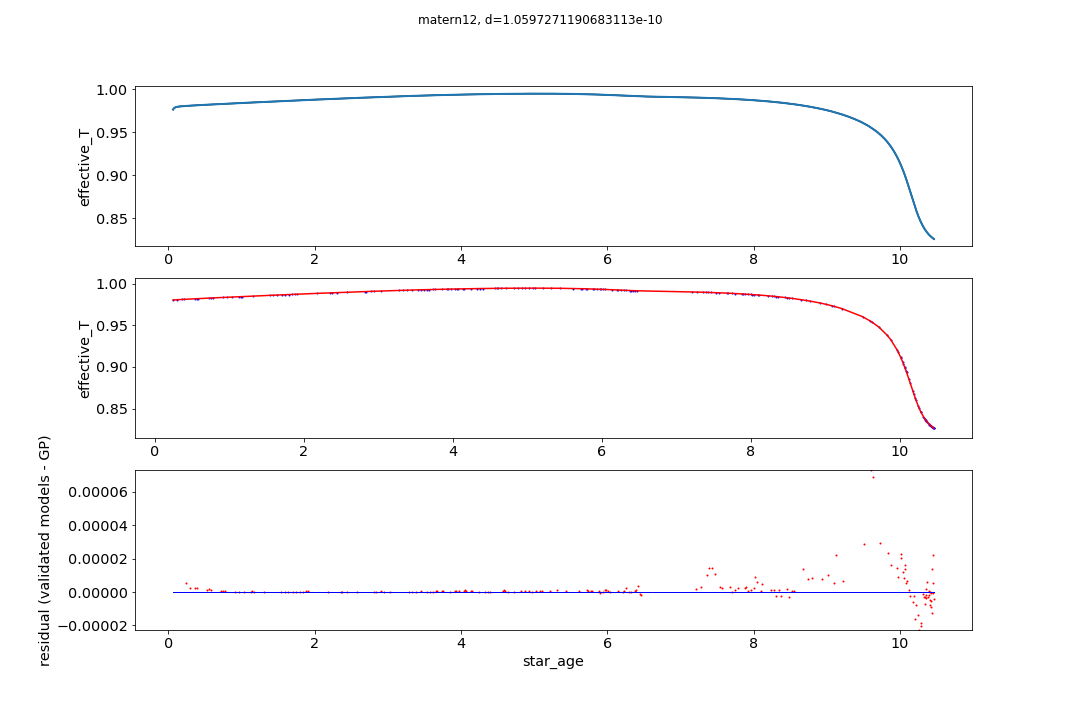 matern12, d=1.0597271190683113e-10
effective_T
1.00
0.95
0.90
0.85
0 2 4 6 8 10
effective_T
1.00
0.95
0.90
0.85
0 2 4 6 8 10
residual (validated models - GP)
0.00006
0.00004
0.00002
0.00000
−0.00002
0 2 4 6 8 10
star_age